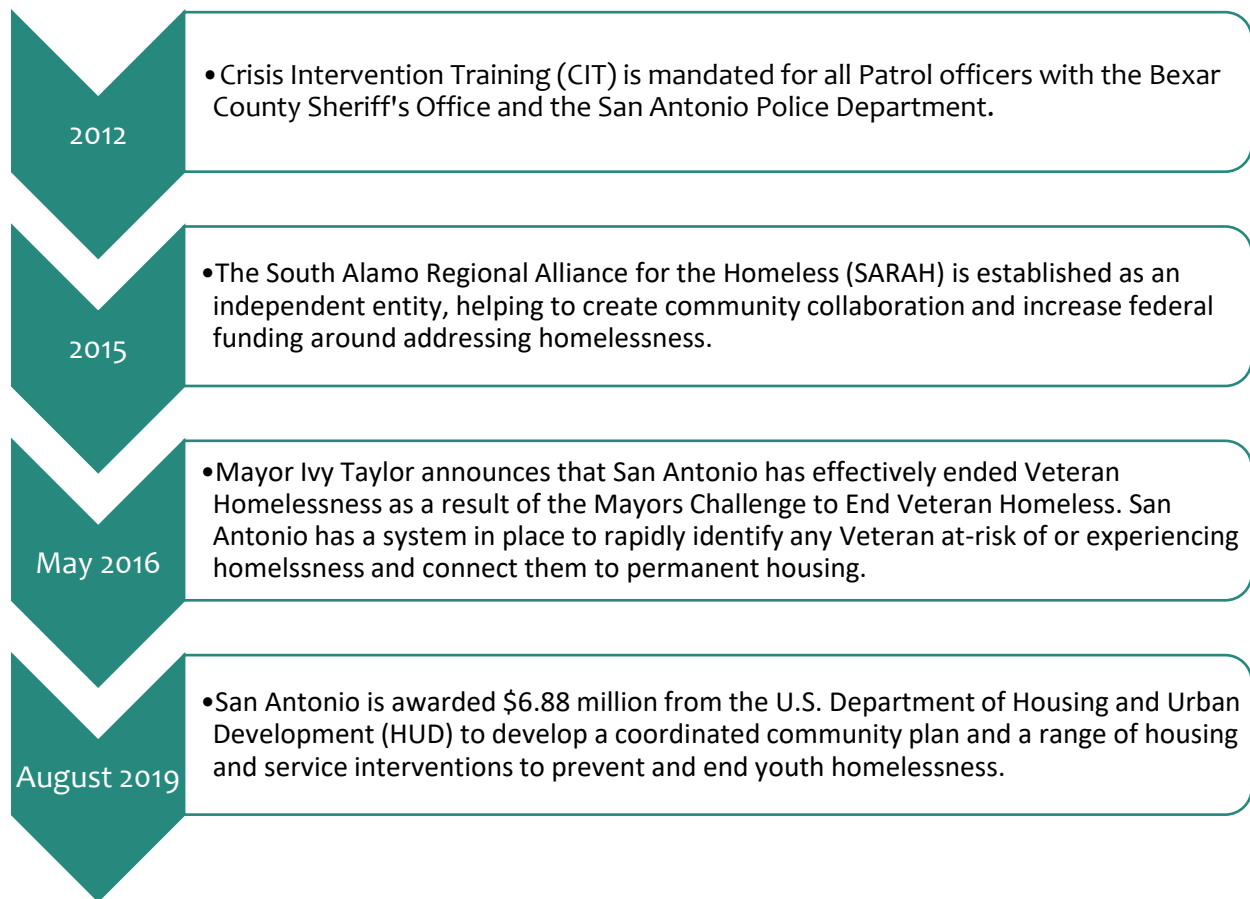 2012
•Crisis Intervention Training (CIT) is mandated for all Patrol officers with the Bexar
County Sheriff's Office and the San Antonio Police Department.
2015
•The South Alamo Regional Alliance for the Homeless (SARAH) is established as an
independent entity, helping to create community collaboration and increase federal
funding around addressing homelessness.
May 2016
•Mayor Ivy Taylor announces that San Antonio has effectively ended Veteran
Homelessness as a result of the Mayors Challenge to End Veteran Homeless. San
Antonio has a system in place to rapidly identify any Veteran at-risk of or experiencing
homelssness and connect them to permanent housing.
August 2019
•San Antonio is awarded $6.88 million from the U.S. Department of Housing and Urban
Development (HUD) to develop a coordinated community plan and a range of housing
and service interventions to prevent and end youth homelessness.